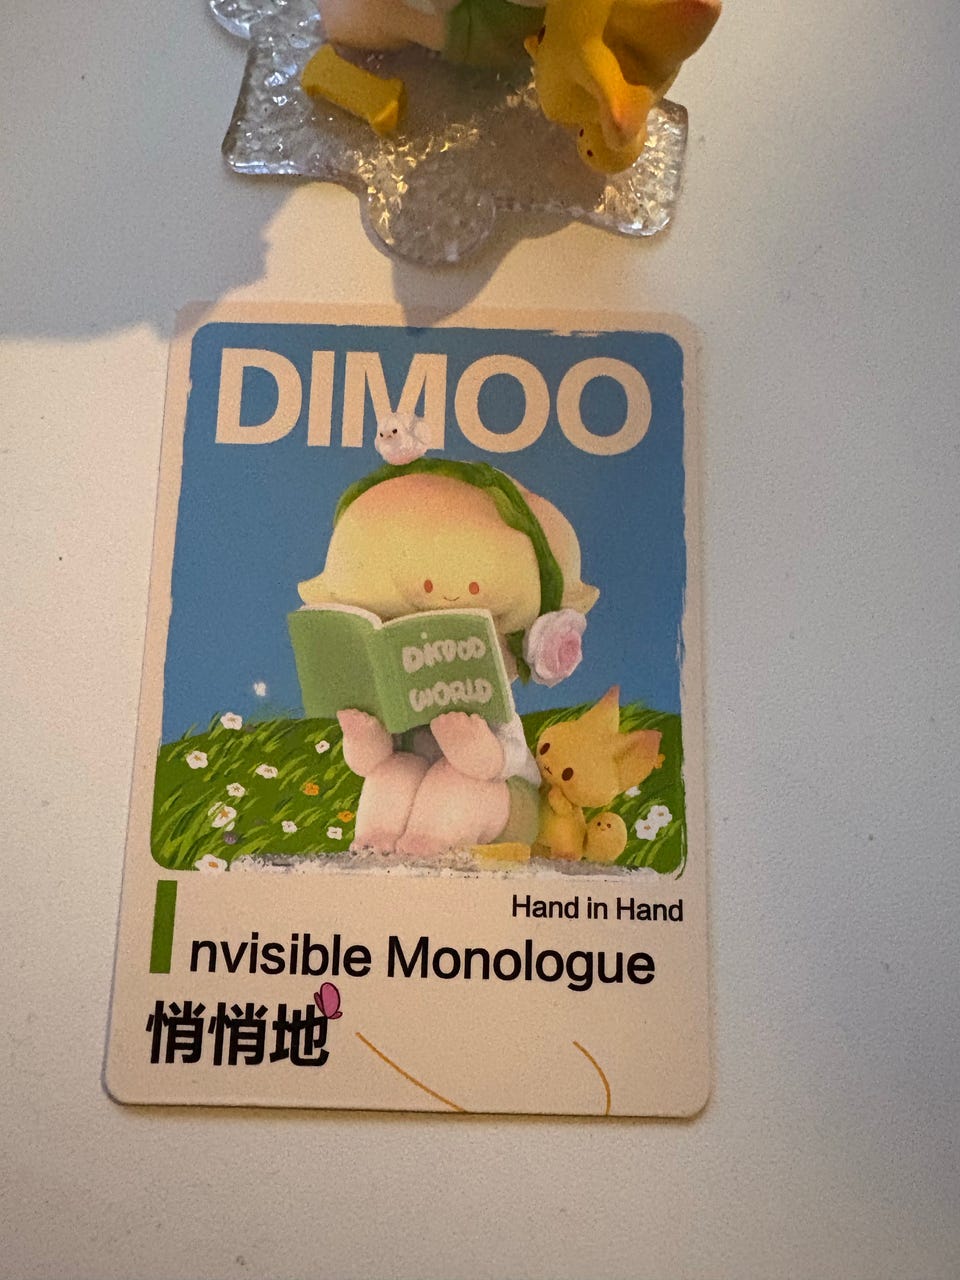 DIMOO
DIMOO
WORLD
Hand in Hand
Invisible Monologue
悄悄地